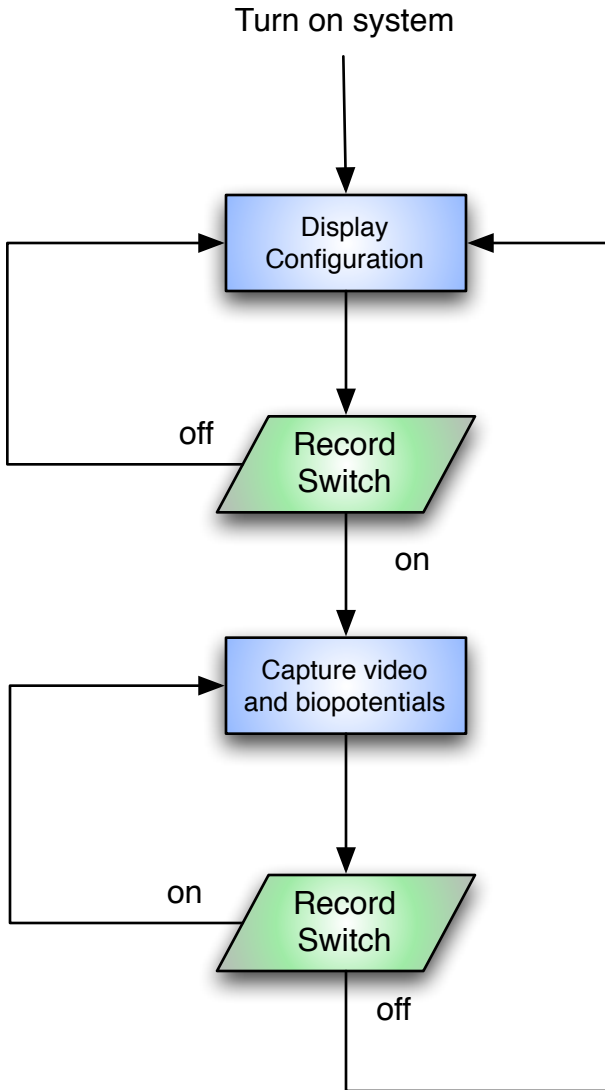 Turn on system
Display
Configuration
off
Record
Switch
on
Capture video
and biopotentials
on
Record
Switch
off